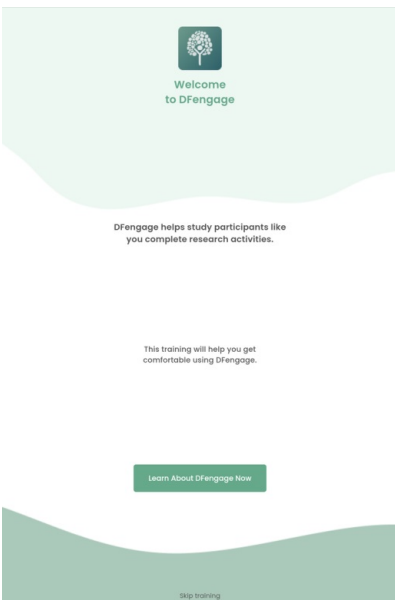 Welcome
to DFengage
DFengage helps study participants like
you complete research activities.
This training will help you get
comfortable using DFengage.
Learn About DFengage Now
Skip training